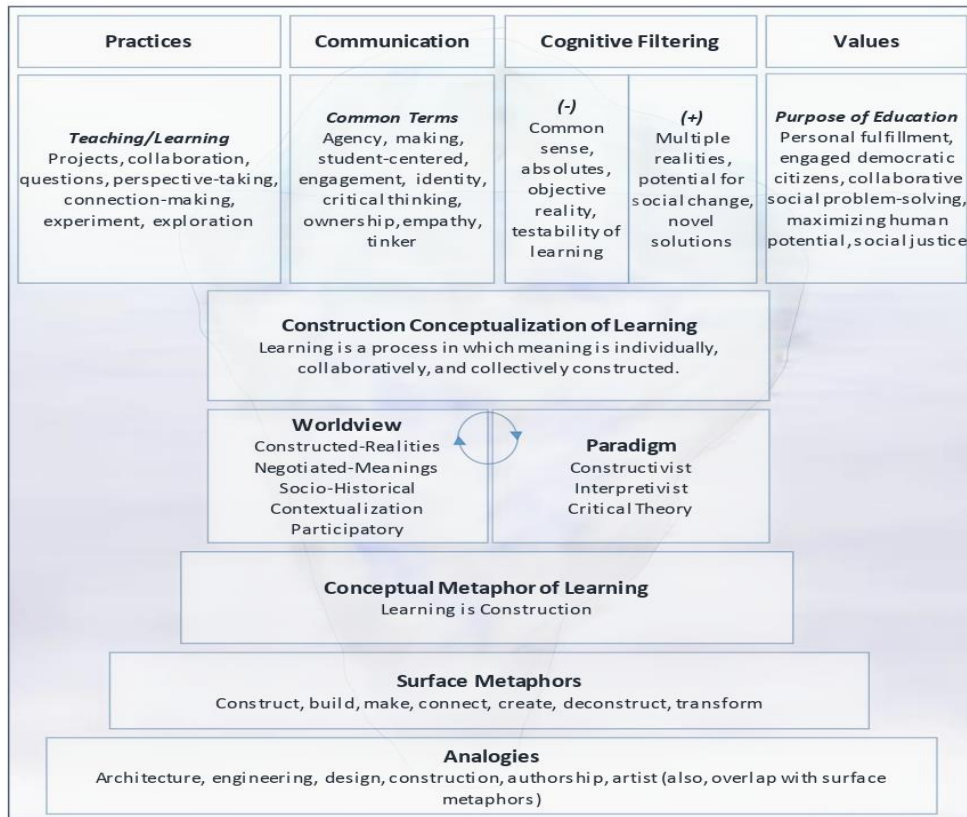 Practices
Communication
Cognitive Filtering
Values
Teaching/Learning
Projects, collaboration,
questions, perspective-taking,
connection-making,
experiment, exploration
Common Terms
Agency, making,
student-centered,
engagement, identity,
critical thinking,
ownership, empathy,
tinker
(-)
Common
sense,
absolutes,
objective
reality,
testability of
learning
(+)
Multiple
realities,
potential for
social change,
novel
solutions
Purpose of Education
Personal fulfillment,
engaged democratic
citizens, collaborative
social problem-solving,
maximizing human
potential, social justice
Construction Conceptualization of Learning
Learning is a process in which meaning is individually,
collaboratively, and collectively constructed.
Worldview
Constructed-Realities
Negotiated-Meanings
Socio-Historical
Contextualization
Participatory
Paradigm
Constructivist
Interpretivist
Critical Theory
Conceptual Metaphor of Learning
Learning is Construction
Surface Metaphors
Construct, build, make, connect, create, deconstruct, transform
Analogies
Architecture, engineering, design, construction, authorship, artist (also, overlap with surface
metaphors)